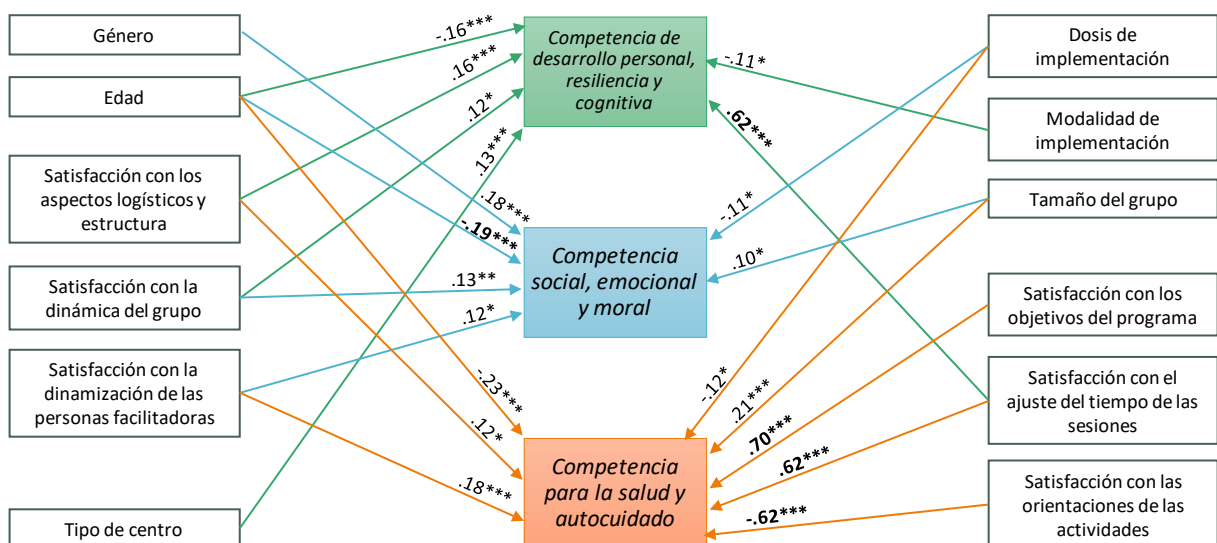 Género
Edad
Satisfacción con los
aspectos logísticos y
estructura
Satisfacción con la
dinámica del grupo
Satisfacción con la
dinamización de las
personas facilitadoras
Tipo de centro
-.16***
.16***
.12*
.13***
.18***
-.19***
.13**
.12*
-.23***
.12*
.18***
Competencia de
desarrollo personal,
resiliencia y
cognitiva
Competencia
social, emocional
y moral
Competencia
para la salud y
autocuidado
-.11*
.62***
-.11*
.10*
-.12*
.21***
.70***
.62***
-.62***
Dosis de
implementación
Modalidad de
implementación
Tamaño del grupo
Satisfacción con los
objetivos del programa
Satisfacción con el
ajuste del tiempo de las
sesiones
Satisfacción con las
orientaciones de las
actividades